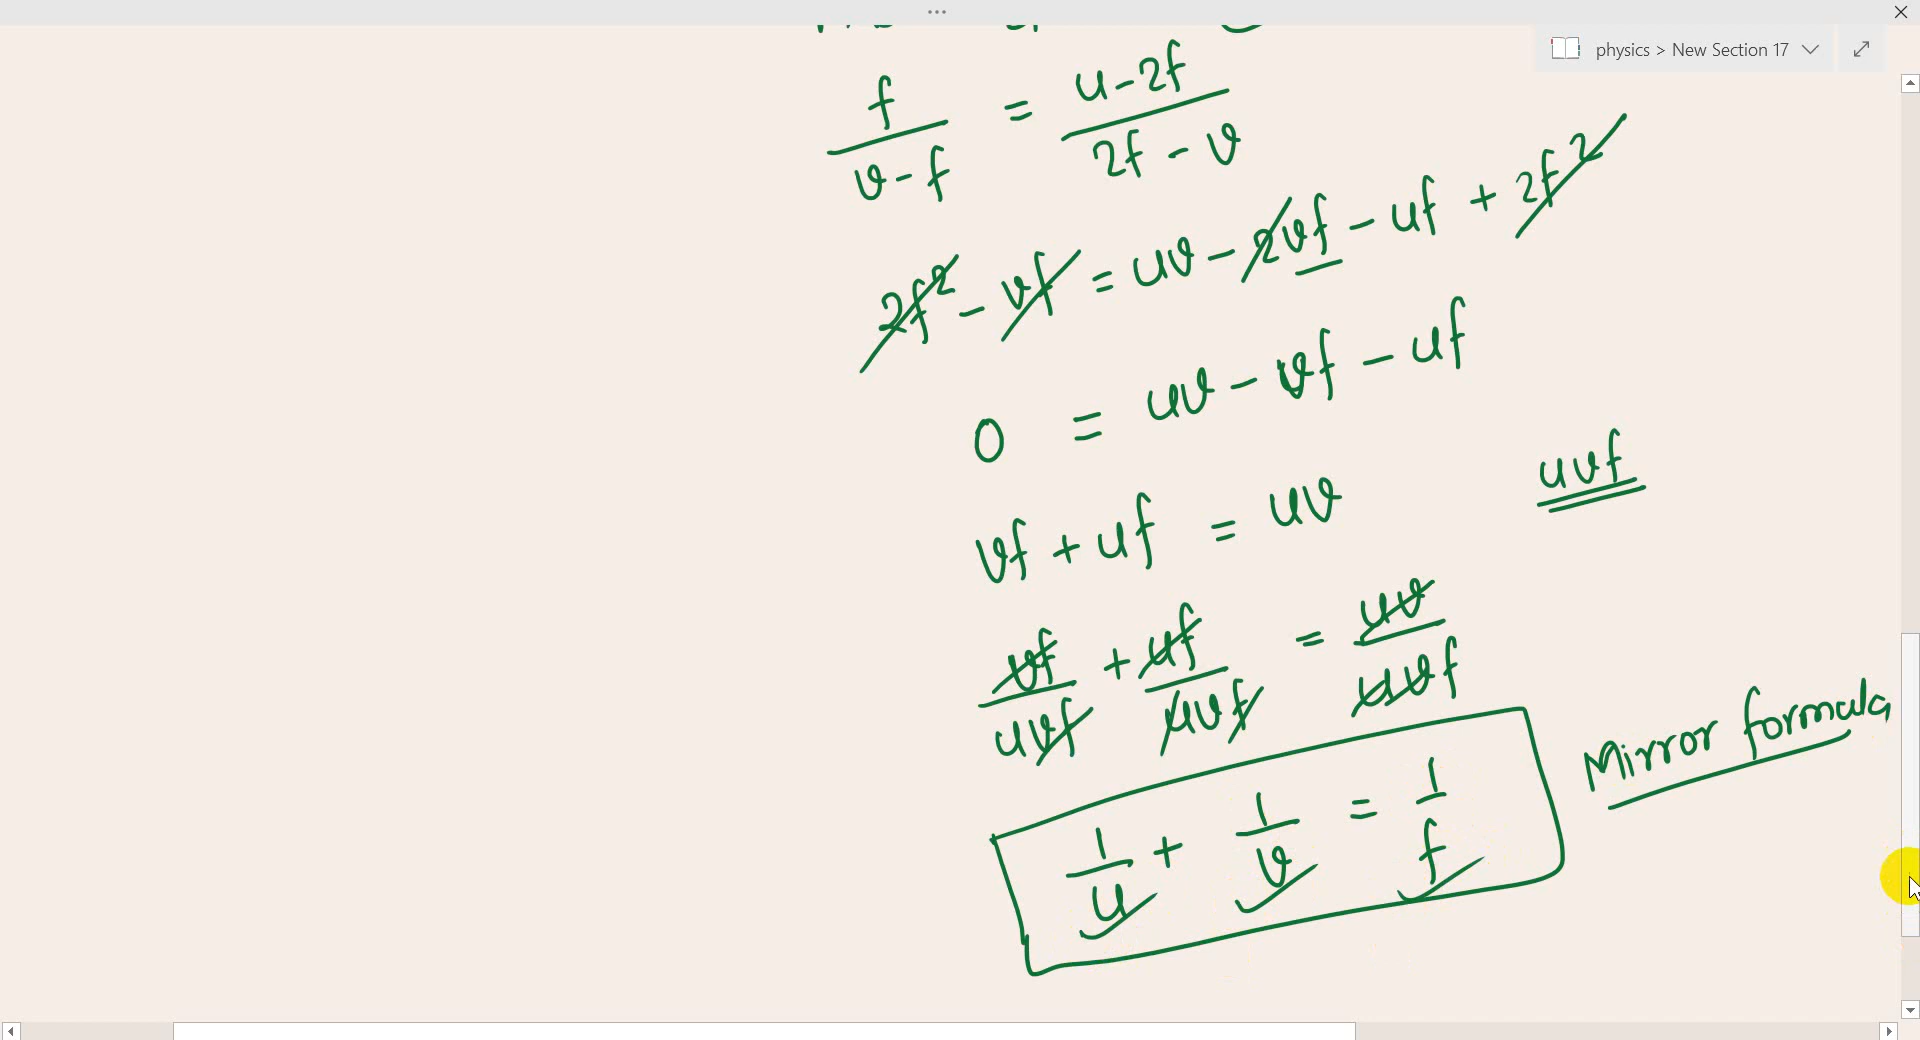 physics > New Section 17
f/(v-f) = (u-2f)/(2f-v)
2f² - vf = uv - 2vf - uf + 2f²
0 = uv - vf - uf
uvf
vf + uf = uv
vf/uvf + uf/uvf = uv/uvf
Mirror formula
1/u + 1/v = 1/f